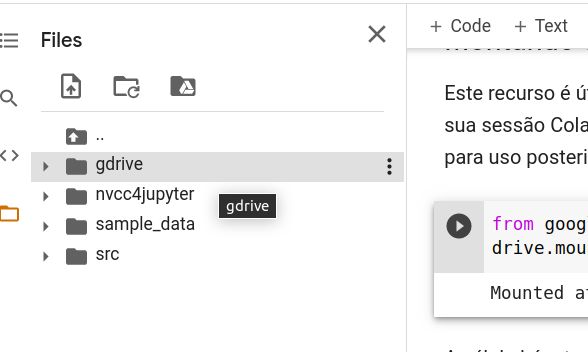 Files
..
gdrive
nvcc4jupyter
gdrive
sample_data
src
+ Code + Text
Este recurso é ú
sua sessão Cola
para uso posteri
from goog
drive.mou
Mounted a